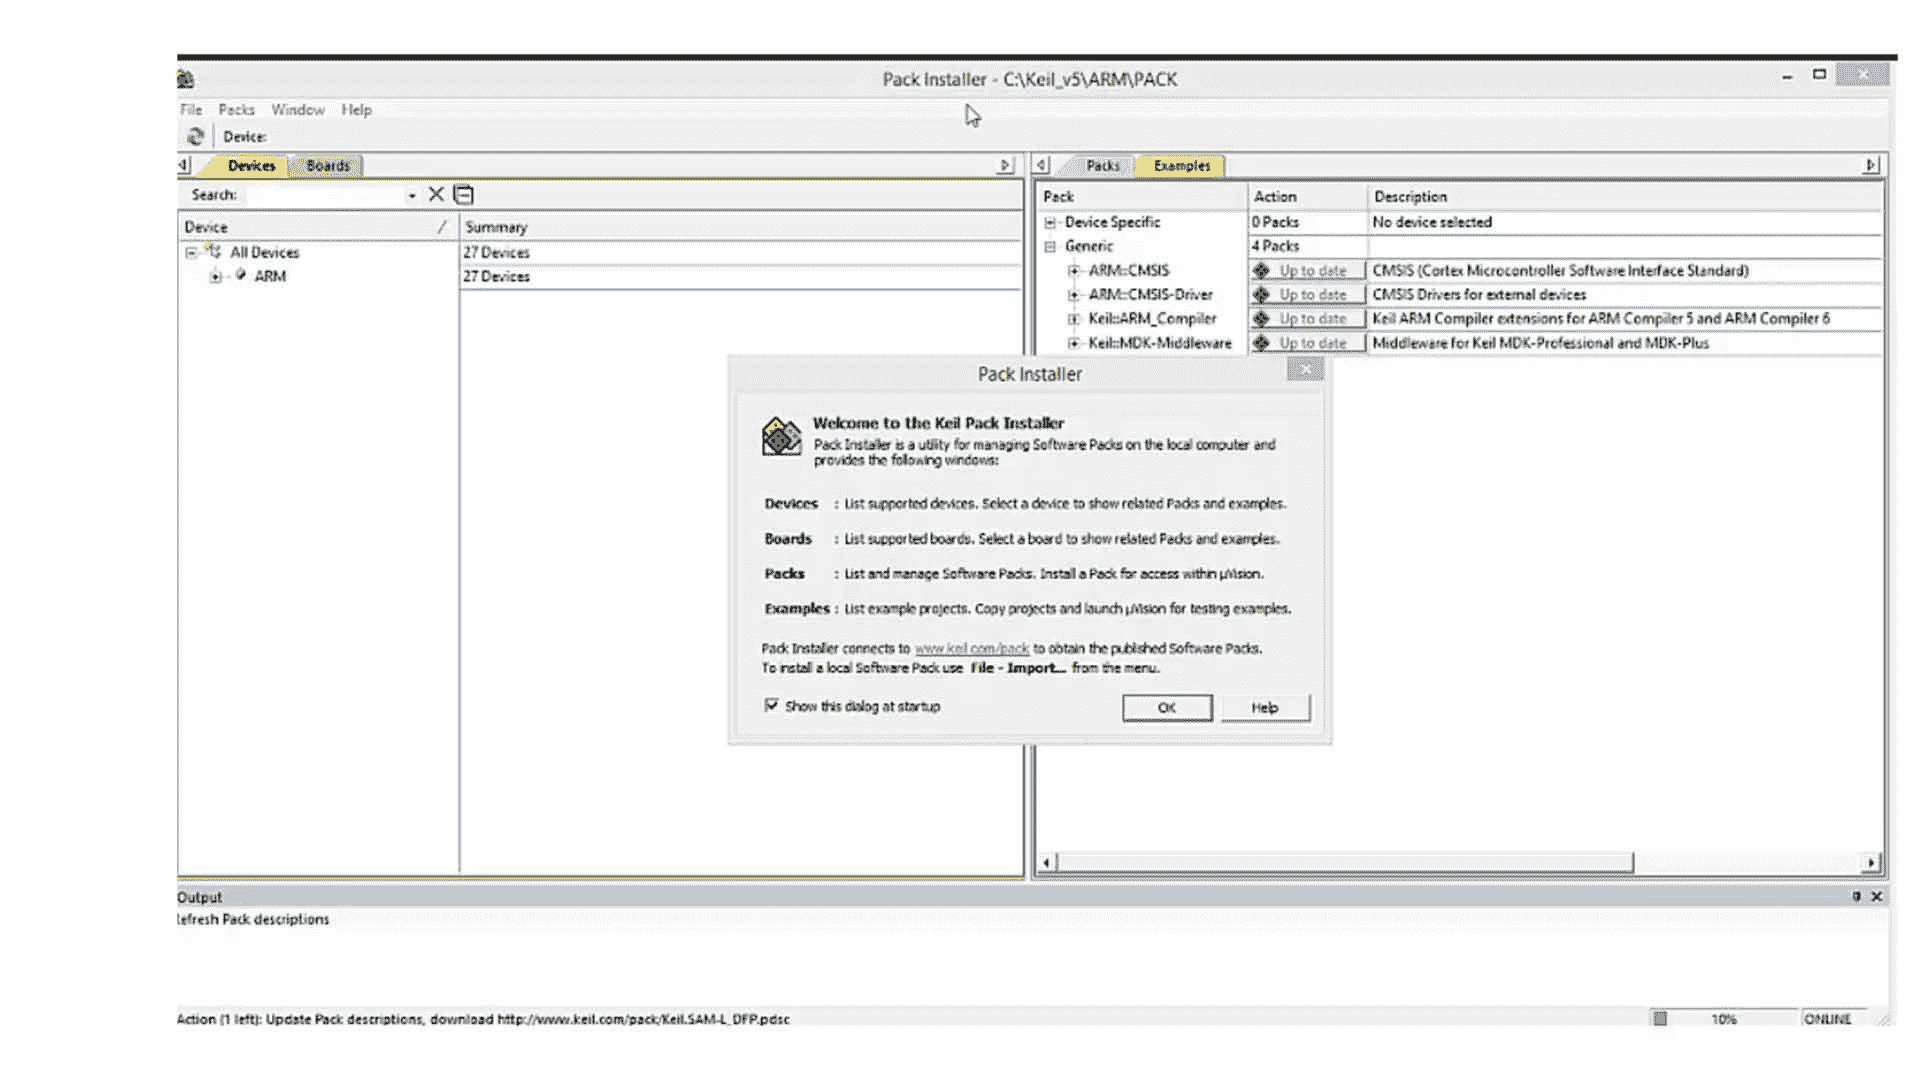 Pack Installer - C:\Keil_v5\ARM\PACK
File Packs Window Help
Device:
Devices Boards
Packs Examples
Search:
Device Summary
All Devices 27 Devices
ARM 27 Devices
Pack Action Description
Device Specific 0 Packs No device selected
Generic 4 Packs
ARM::CMSIS Up to date CMSIS (Cortex Microcontroller Software Interface Standard)
ARM::CMSIS-Driver Up to date CMSIS Drivers for external devices
Keil::ARM_Compiler Up to date Keil ARM Compiler extensions for ARM Compiler 5 and ARM Compiler 6
Keil::MDK-Middleware Up to date Middleware for Keil MDK-Professional and MDK-Plus
Pack Installer
Welcome to the Keil Pack Installer
Pack Installer is a utility for managing Software Packs on the local computer and
provides the following windows:
Devices : List supported devices. Select a device to show related Packs and examples.
Boards : List supported boards. Select a board to show related Packs and examples.
Packs : List and manage Software Packs. Install a Pack for access within µVision.
Examples : List example projects. Copy projects and launch µVision for testing examples.
Pack Installer connects to www.keil.com/pack to obtain the published Software Packs.
To install a local Software Pack use File - Import... from the menu.
Show this dialog at startup
OK Help
Output
efresh Pack descriptions
Action (1 left): Update Pack descriptions, download http://www.keil.com/pack/Keil.SAM-L_DFP.pdsc
10% ONLINE